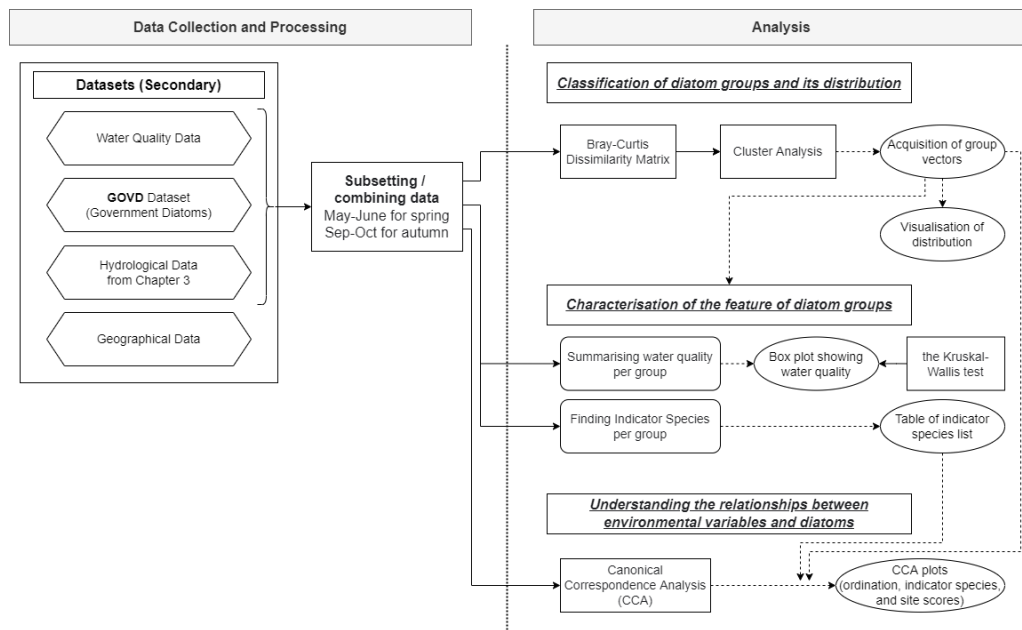 Data Collection and Processing
Analysis
Datasets (Secondary)
Water Quality Data
GOVD Dataset
(Government Diatoms)
Hydrological Data
from Chapter 3
Geographical Data
Subsetting /
combining data
May-June for spring
Sep-Oct for autumn
Classification of diatom groups and its distribution
Bray-Curtis
Dissimilarity Matrix
Cluster Analysis
Acquisition of group
vectors
Visualisation of
distribution
Characterisation of the feature of diatom groups
Summarising water quality
per group
Box plot showing
water quality
the Kruskal-
Wallis test
Finding Indicator Species
per group
Table of indicator
species list
Understanding the relationships between
environmental variables and diatoms
Canonical
Correspondence Analysis
(CCA)
CCA plots
(ordination, indicator species,
and site scores)